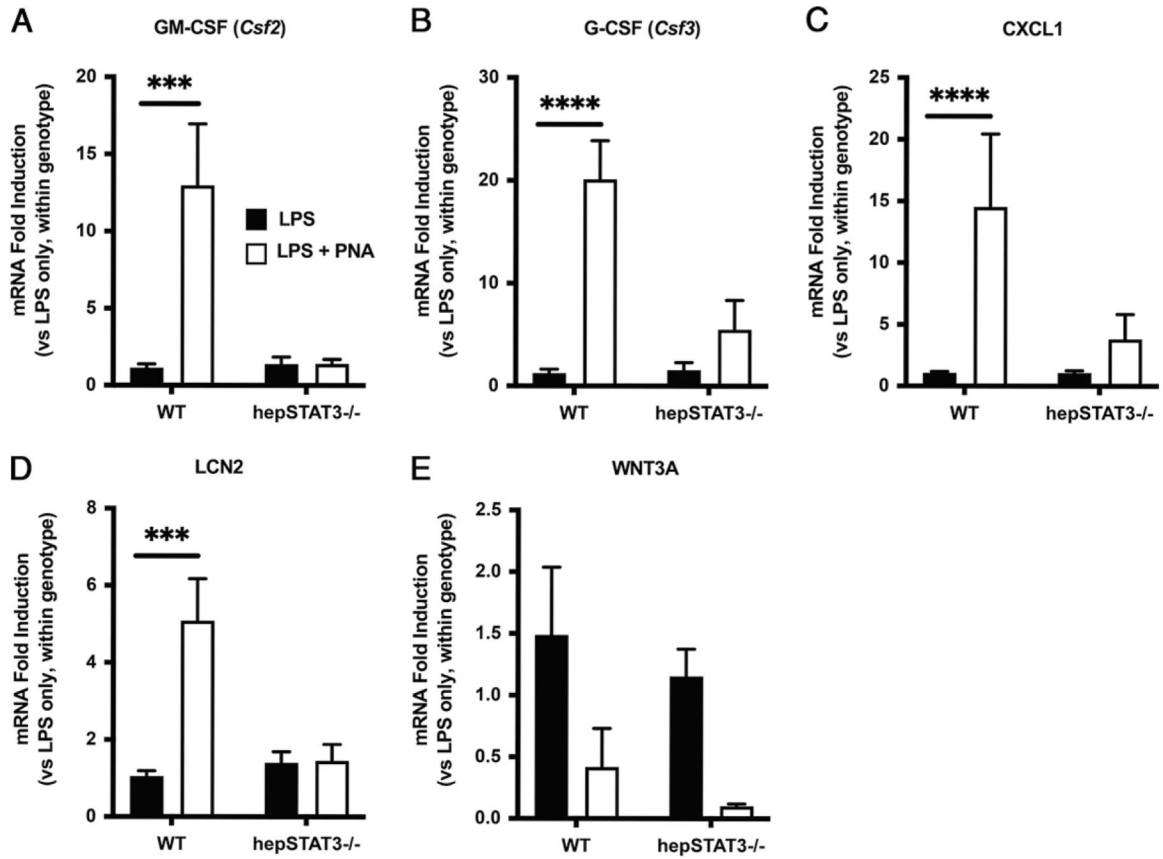 A
GM-CSF (Csf2)
mRNA Fold Induction
(vs LPS only, within genotype)
20
15
10
5
0
***
LPS
LPS + PNA
WT
hepSTAT3-/-
B
G-CSF (Csf3)
mRNA Fold Induction
(vs LPS only, within genotype)
30
20
10
0
****
WT
hepSTAT3-/-
C
CXCL1
mRNA Fold Induction
(vs LPS only, within genotype)
25
20
15
10
5
0
****
WT
hepSTAT3-/-
D
LCN2
mRNA Fold Induction
(vs LPS only, within genotype)
8
6
4
2
0
***
WT
hepSTAT3-/-
E
WNT3A
mRNA Fold Induction
(vs LPS only, within genotype)
2.5
2.0
1.5
1.0
0.5
0.0
WT
hepSTAT3-/-